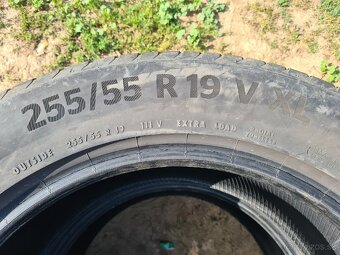 255/55 R 19 V XL
OUTSIDE 255/55 R 19 111 V EXTRA LOAD